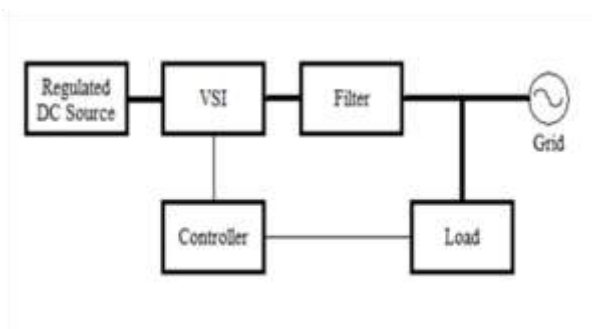 Regulated
DC Source
VSI
Filter
Grid
Controller
Load